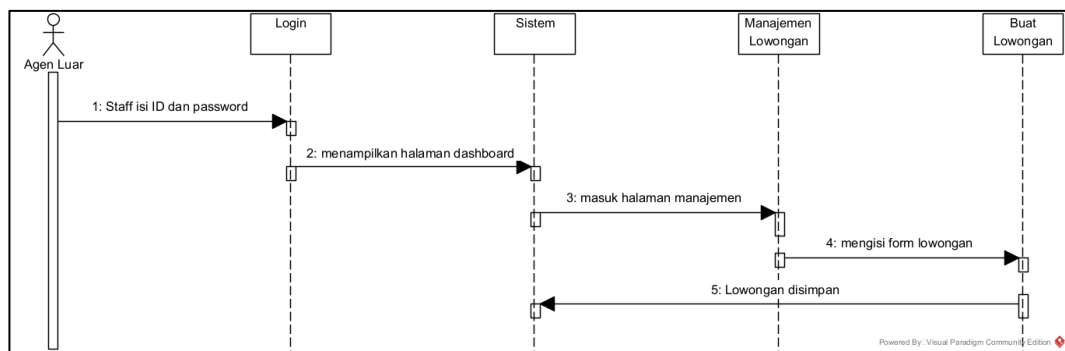 Login
Sistem
Manajemen
Lowongan
Buat
Lowongan
Agen Luar
1: Staff isi ID dan password
2: menampilkan halaman dashboard
3: masuk halaman manajemen
4: mengisi form lowongan
5: Lowongan disimpan
Powered By Visual Paradigm Community Edition